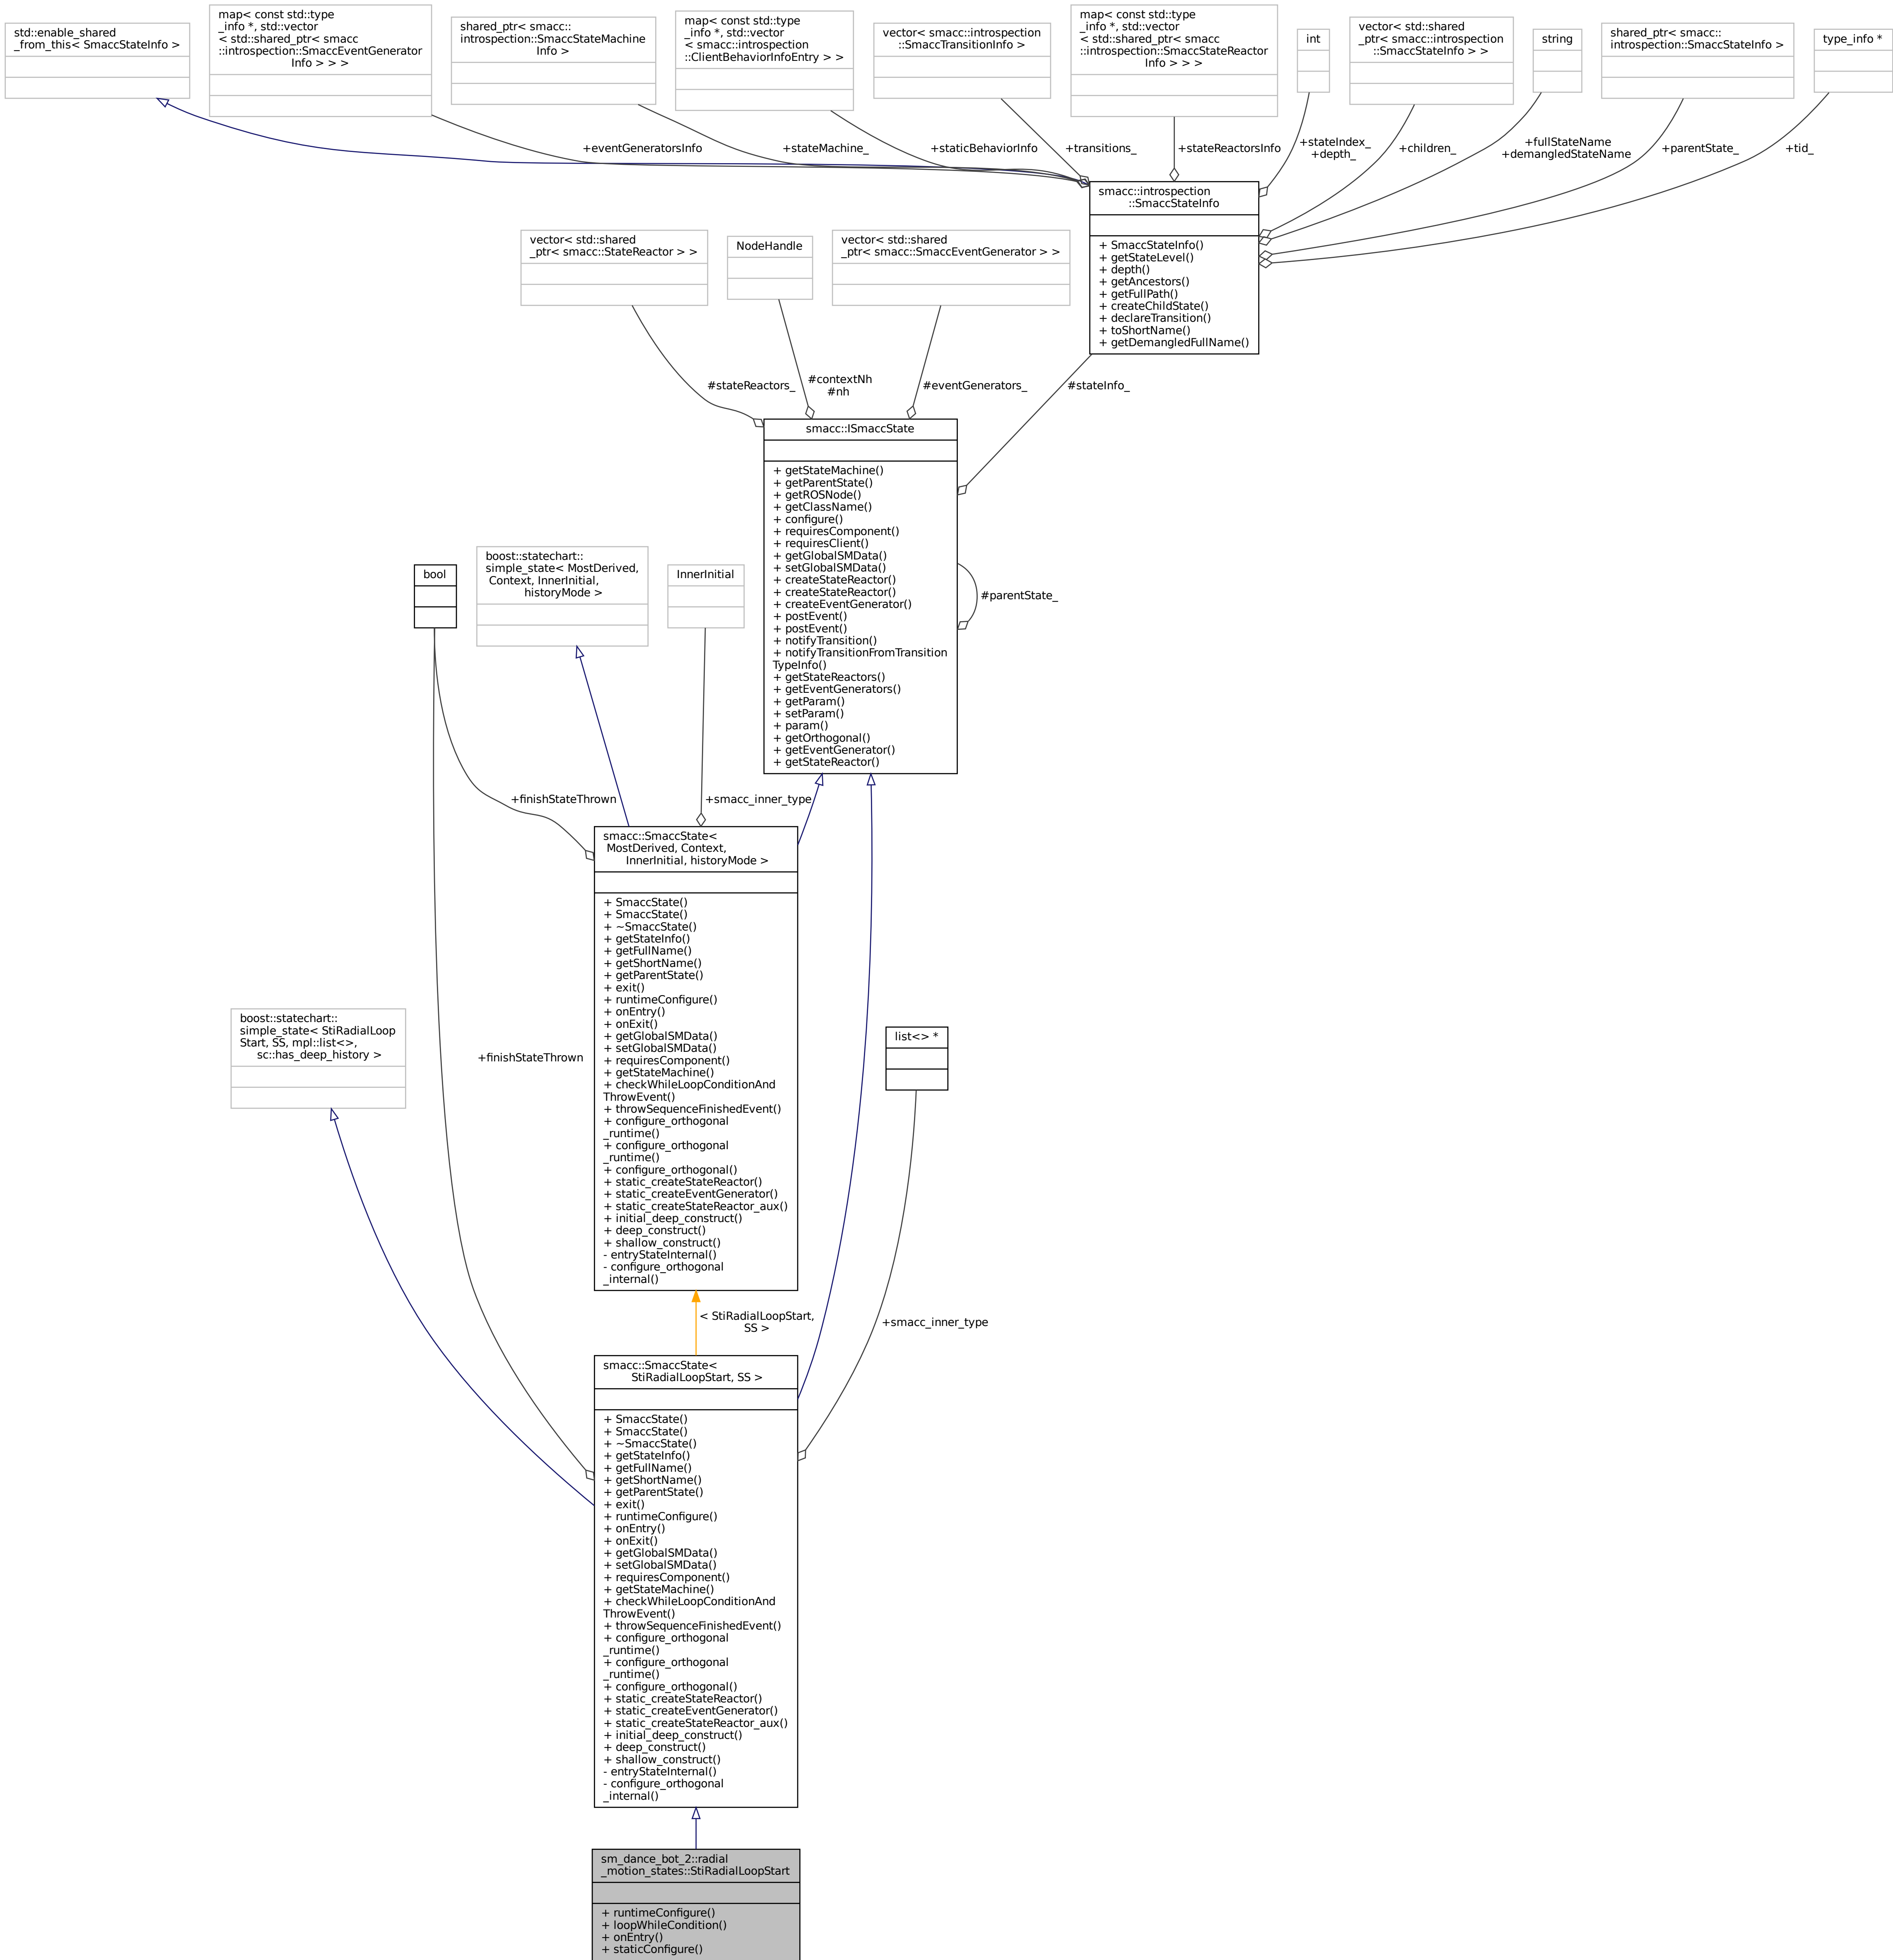 std::enable_shared
_from_this< SmaccStateInfo >
map< const std::type
_info *, std::vector
< std::shared_ptr< smacc
::introspection::SmaccEventGenerator
Info > > >
shared_ptr< smacc::
introspection::SmaccStateMachine
Info >
map< const std::type
_info *, std::vector
< smacc::introspection
::ClientBehaviorInfoEntry > >
vector< smacc::introspection
::SmaccTransitionInfo >
map< const std::type
_info *, std::vector
< std::shared_ptr< smacc
::introspection::SmaccStateReactor
Info > > >
int
vector< std::shared
_ptr< smacc::introspection
::SmaccStateInfo > >
string
shared_ptr< smacc::
introspection::SmaccStateInfo >
type_info *
+eventGeneratorsInfo
+stateMachine_
+staticBehaviorInfo
+transitions_
+stateReactorsInfo
+stateIndex_
+depth_
+children_
+fullStateName
+demangledStateName
+parentState_
+tid_
smacc::introspection
::SmaccStateInfo
+ SmaccStateInfo()
+ getStateLevel()
+ depth()
+ getAncestors()
+ getFullPath()
+ createChildState()
+ declareTransition()
+ toShortName()
+ getDemangledFullName()
vector< std::shared
_ptr< smacc::StateReactor > >
NodeHandle
vector< std::shared
_ptr< smacc::SmaccEventGenerator > >
#stateReactors_
#contextNh
#nh
#eventGenerators_
#stateInfo_
smacc::ISmaccState
+ getStateMachine()
+ getParentState()
+ getROSNode()
+ getClassName()
+ configure()
+ requiresComponent()
+ requiresClient()
+ getGlobalSMData()
+ setGlobalSMData()
+ createStateReactor()
+ createStateReactor()
+ createEventGenerator()
+ postEvent()
+ postEvent()
+ notifyTransition()
+ notifyTransitionFromTransition
TypeInfo()
+ getStateReactors()
+ getEventGenerators()
+ getParam()
+ setParam()
+ param()
+ getOrthogonal()
+ getEventGenerator()
+ getStateReactor()
#parentState_
bool
boost::statechart::
simple_state< MostDerived,
Context, InnerInitial,
historyMode >
InnerInitial
+finishStateThrown
+smacc_inner_type
smacc::SmaccState<
MostDerived, Context,
InnerInitial, historyMode >
+ SmaccState()
+ SmaccState()
+ ~SmaccState()
+ getStateInfo()
+ getFullName()
+ getShortName()
+ getParentState()
+ exit()
+ runtimeConfigure()
+ onEntry()
+ onExit()
+ getGlobalSMData()
+ setGlobalSMData()
+ requiresComponent()
+ getStateMachine()
+ checkWhileLoopConditionAnd
ThrowEvent()
+ throwSequenceFinishedEvent()
+ configure_orthogonal
_runtime()
+ configure_orthogonal
_runtime()
+ configure_orthogonal()
+ static_createStateReactor()
+ static_createEventGenerator()
+ static_createStateReactor_aux()
+ initial_deep_construct()
+ deep_construct()
+ shallow_construct()
- entryStateInternal()
- configure_orthogonal
_internal()
boost::statechart::
simple_state< StiRadialLoop
Start, SS, mpl::list<>,
sc::has_deep_history >
+finishStateThrown
list<> *
< StiRadialLoopStart,
SS >
+smacc_inner_type
smacc::SmaccState<
StiRadialLoopStart, SS >
+ SmaccState()
+ SmaccState()
+ ~SmaccState()
+ getStateInfo()
+ getFullName()
+ getShortName()
+ getParentState()
+ exit()
+ runtimeConfigure()
+ onEntry()
+ onExit()
+ getGlobalSMData()
+ setGlobalSMData()
+ requiresComponent()
+ getStateMachine()
+ checkWhileLoopConditionAnd
ThrowEvent()
+ throwSequenceFinishedEvent()
+ configure_orthogonal
_runtime()
+ configure_orthogonal
_runtime()
+ configure_orthogonal()
+ static_createStateReactor()
+ static_createEventGenerator()
+ static_createStateReactor_aux()
+ initial_deep_construct()
+ deep_construct()
+ shallow_construct()
- entryStateInternal()
- configure_orthogonal
_internal()
sm_dance_bot_2::radial
_motion_states::StiRadialLoopStart
+ runtimeConfigure()
+ loopWhileCondition()
+ onEntry()
+ staticConfigure()